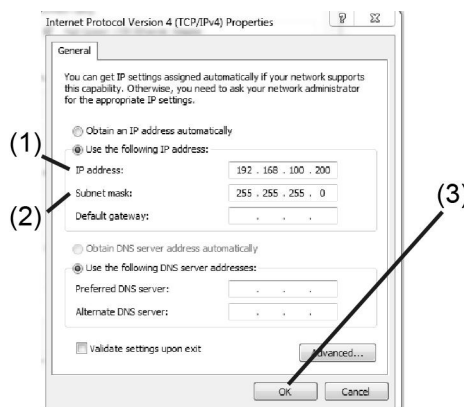 Internet Protocol Version 4 (TCP/IPv4) Properties
General
You can get IP settings assigned automatically if your network supports
this capability. Otherwise, you need to ask your network administrator
for the appropriate IP settings.
Obtain an IP address automatically
(1)
Use the following IP address:
IP address: 192 . 168 . 100 . 200
Subnet mask: 255 . 255 . 255 . 0
(2)
(3)
Default gateway: . . .
Obtain DNS server address automatically
Use the following DNS server addresses:
Preferred DNS server: . . .
Alternate DNS server: . . .
Validate settings upon exit
Advanced...
OK Cancel